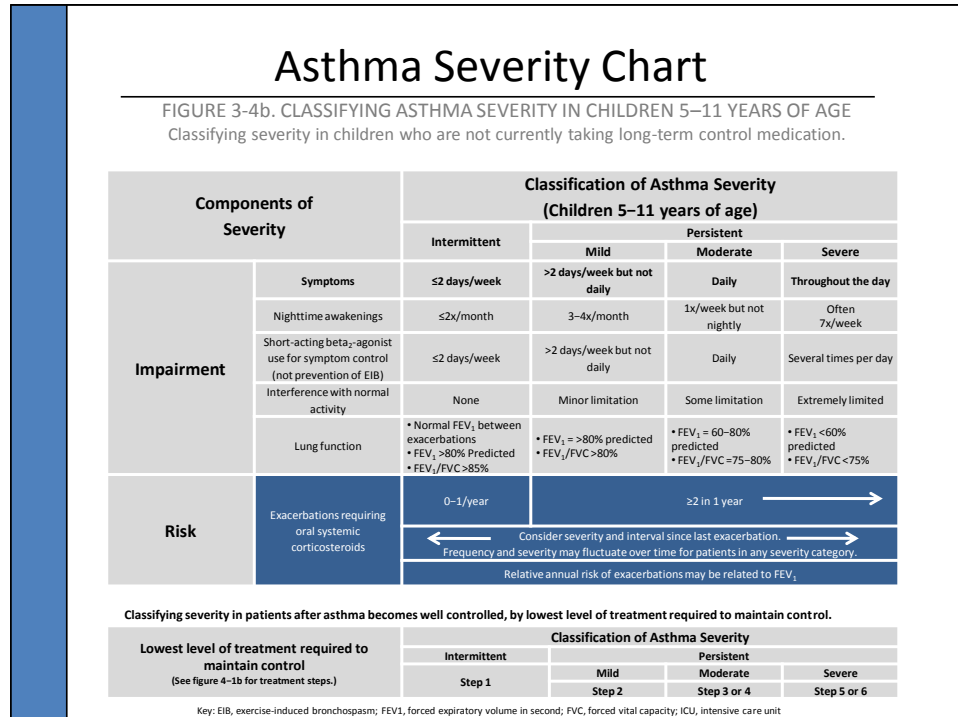 Asthma Severity Chart
FIGURE 3-4b. CLASSIFYING ASTHMA SEVERITY IN CHILDREN 5–11 YEARS OF AGE
Classifying severity in children who are not currently taking long-term control medication.
Components of
Severity
Classification of Asthma Severity
(Children 5–11 years of age)
Intermittent
Persistent
Mild
Moderate
Severe
Impairment
Symptoms
≤2 days/week
>2 days/week but not
daily
Daily
Throughout the day
Nighttime awakenings
≤2x/month
3–4x/month
1x/week but not
nightly
Often
7x/week
Short-acting beta₂-agonist
use for symptom control
(not prevention of EIB)
≤2 days/week
>2 days/week but not
daily
Daily
Several times per day
Interference with normal
activity
None
Minor limitation
Some limitation
Extremely limited
Lung function
• Normal FEV₁ between
exacerbations
• FEV₁ >80% Predicted
• FEV₁/FVC >85%
• FEV₁ = >80% predicted
• FEV₁/FVC >80%
• FEV₁ = 60–80%
predicted
• FEV₁/FVC =75–80%
• FEV₁ <60%
predicted
• FEV₁/FVC <75%
Risk
Exacerbations requiring
oral systemic
corticosteroids
0–1/year
≥2 in 1 year
Consider severity and interval since last exacerbation.
Frequency and severity may fluctuate over time for patients in any severity category.
Relative annual risk of exacerbations may be related to FEV₁
Classifying severity in patients after asthma becomes well controlled, by lowest level of treatment required to maintain control.
Lowest level of treatment required to
maintain control
(See figure 4–1b for treatment steps.)
Classification of Asthma Severity
Intermittent
Persistent
Step 1
Mild
Moderate
Severe
Step 2
Step 3 or 4
Step 5 or 6
Key: EIB, exercise-induced bronchospasm; FEV1, forced expiratory volume in second; FVC, forced vital capacity; ICU, intensive care unit